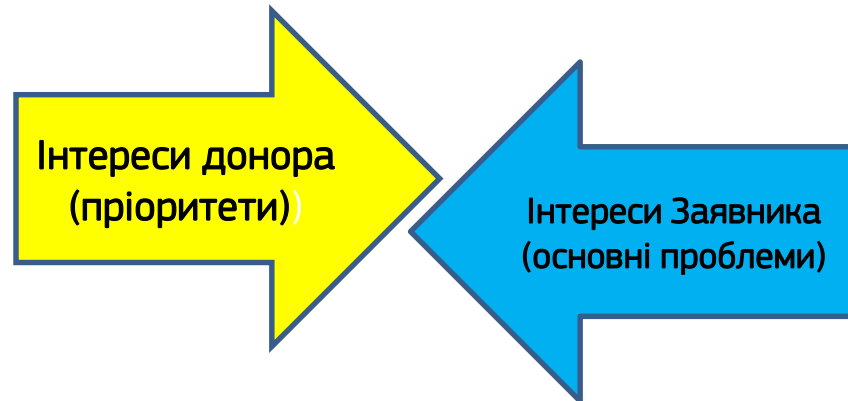 Інтереси донора
(пріоритети))
Інтереси Заявника
(основні проблеми)